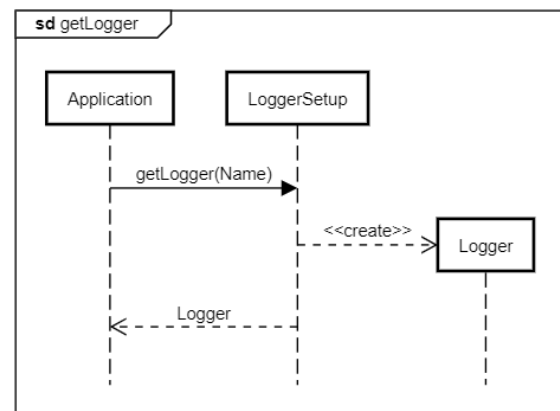 sd getLogger
Application
LoggerSetup
getLogger(Name)
<<create>>
Logger
Logger